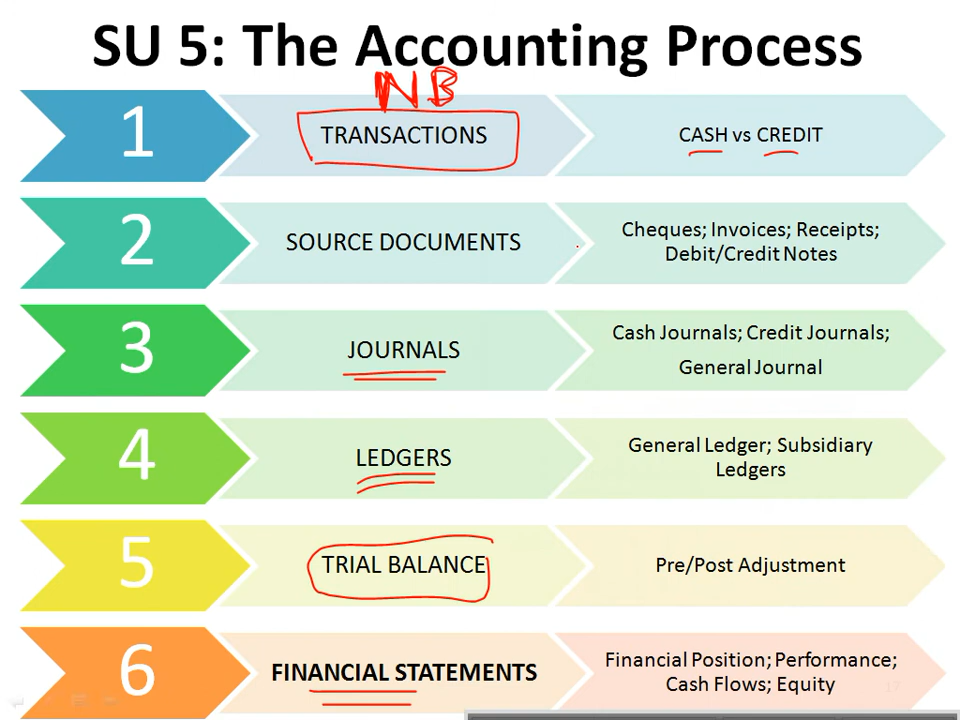 SU 5: The Accounting Process
NB
1
TRANSACTIONS
CASH vs CREDIT
2
SOURCE DOCUMENTS
Cheques; Invoices; Receipts;
Debit/Credit Notes
3
JOURNALS
Cash Journals; Credit Journals;
General Journal
4
LEDGERS
General Ledger; Subsidiary
Ledgers
5
TRIAL BALANCE
Pre/Post Adjustment
6
FINANCIAL STATEMENTS
Financial Position; Performance;
Cash Flows; Equity
17